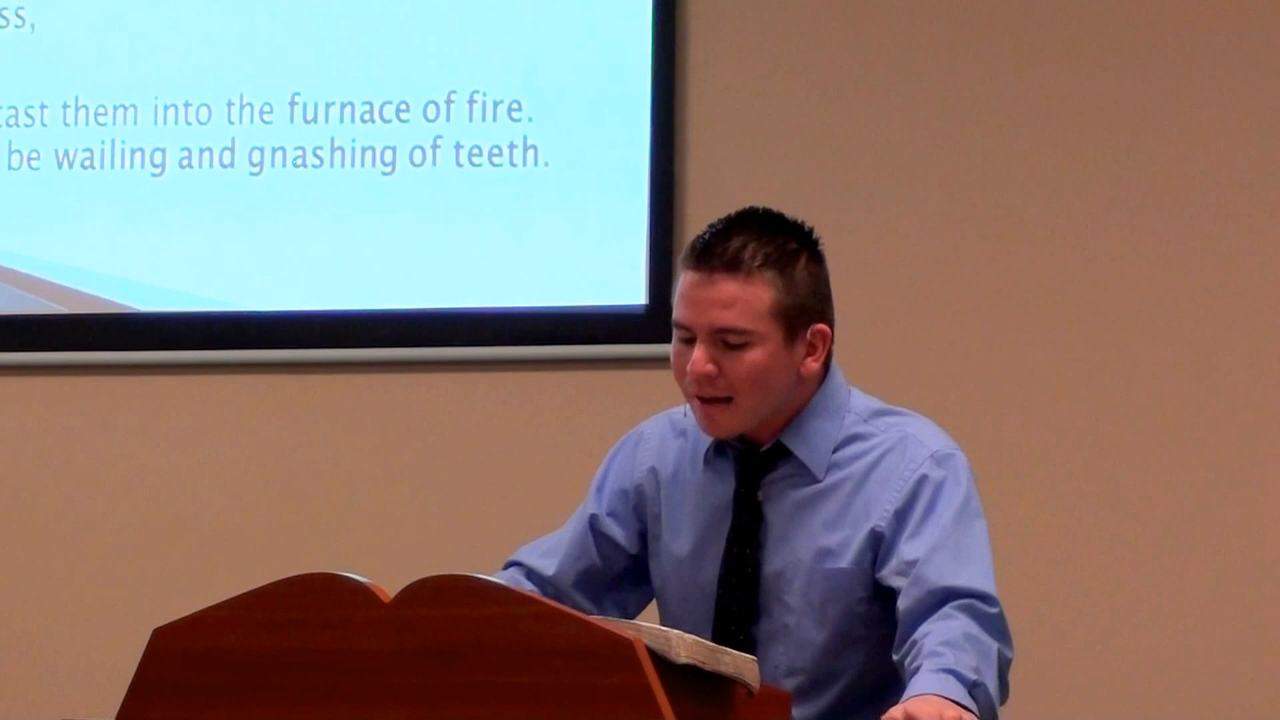 ss,
cast them into the furnace of fire.
be wailing and gnashing of teeth.